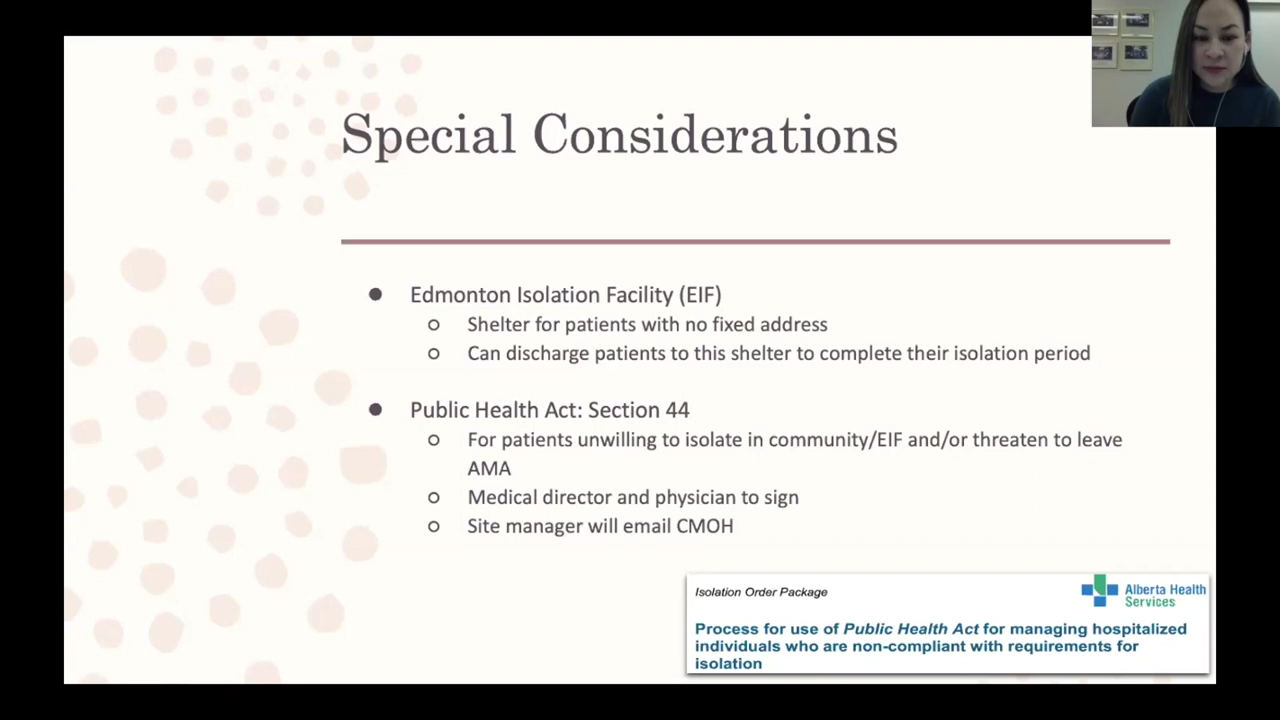 Special Considerations
● Edmonton Isolation Facility (EIF)
○ Shelter for patients with no fixed address
○ Can discharge patients to this shelter to complete their isolation period
● Public Health Act: Section 44
○ For patients unwilling to isolate in community/EIF and/or threaten to leave
AMA
○ Medical director and physician to sign
○ Site manager will email CMOH
Isolation Order Package
Alberta Health
Services
Process for use of Public Health Act for managing hospitalized
individuals who are non-compliant with requirements for
isolation